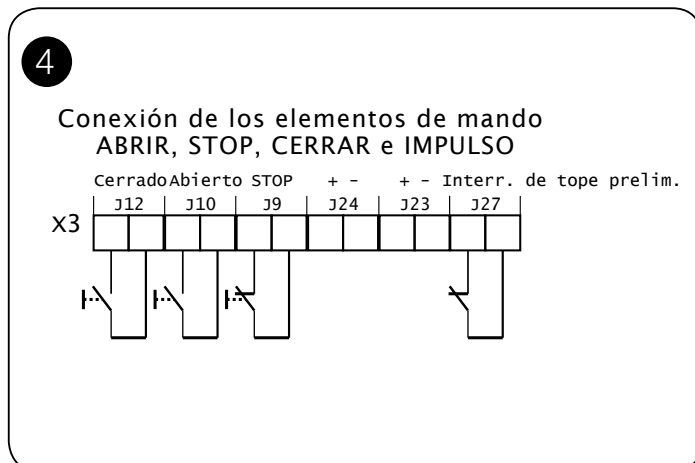 4
Conexión de los elementos de mando
ABRIR, STOP, CERRAR e IMPULSO
Cerrado Abierto STOP + - + - Interr. de tope prelim.
J12 J10 J9 J24 J23 J27
X3